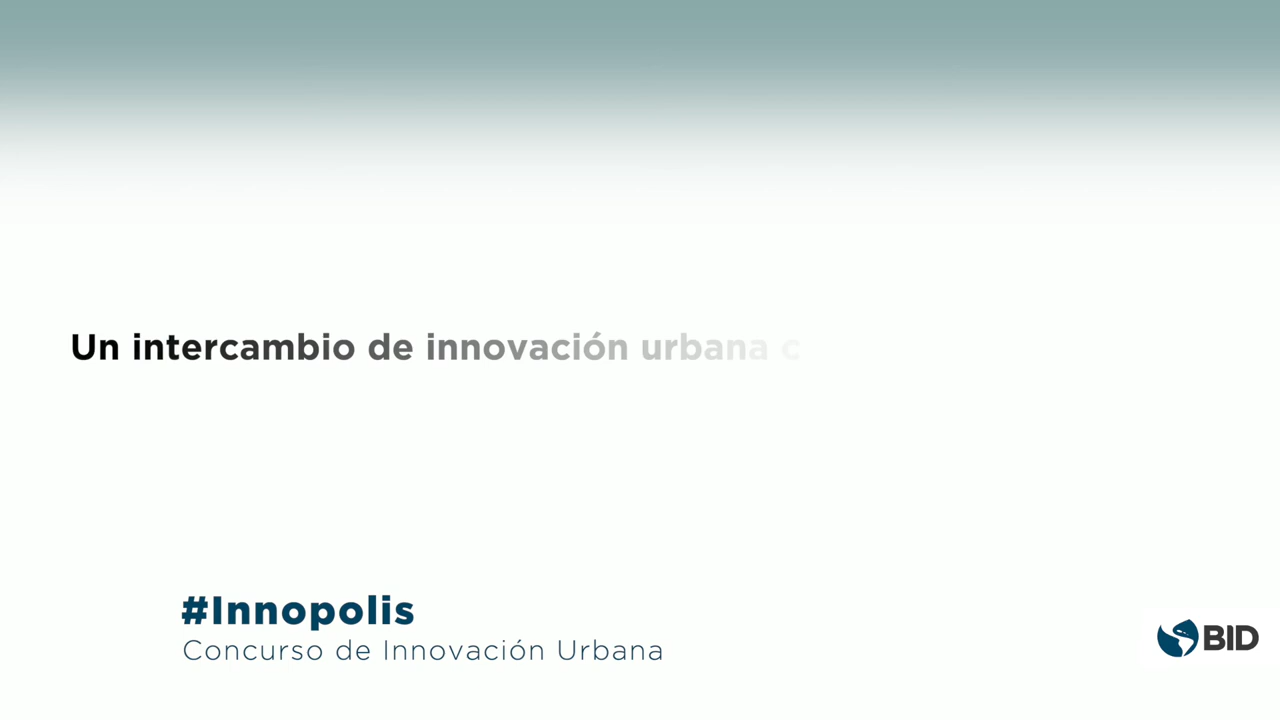 Un intercambio de innovación urbana c
#Innopolis
Concurso de Innovación Urbana
BID